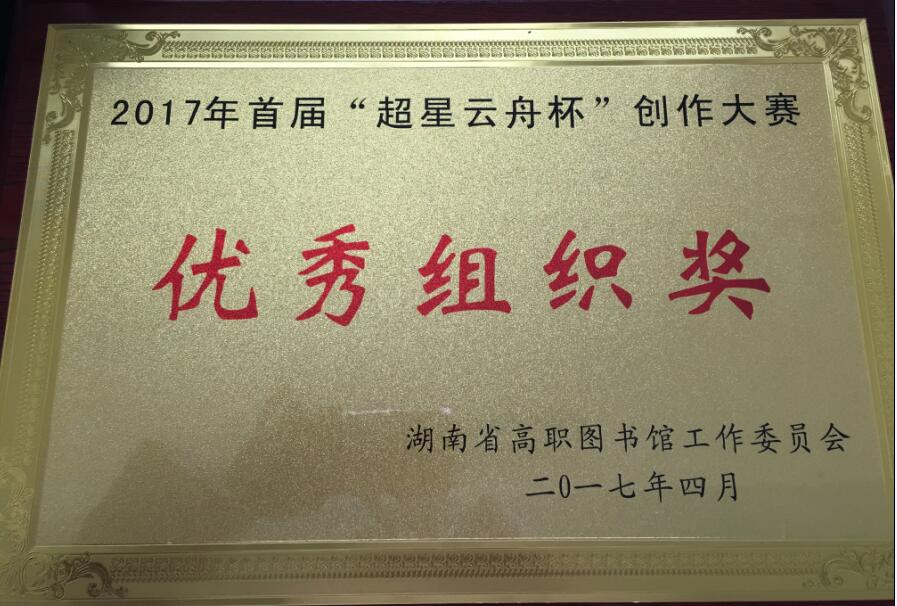 2017年首届“超星云舟杯”创作大赛
优秀组织奖
湖南省高职图书馆工作委员会
二0一七年四月